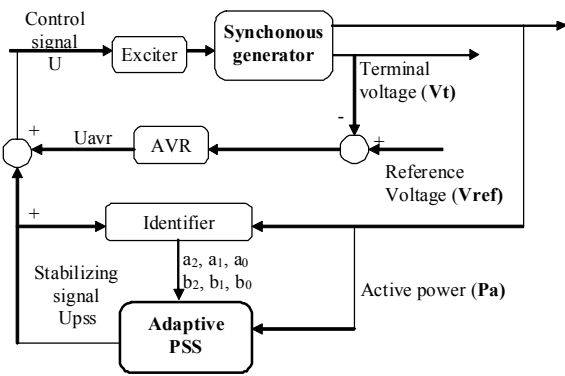 Control
signal
U
Exciter
Synchonous
generator
Terminal
voltage (Vt)
-
+
Uavr
AVR
+
Reference
Voltage (Vref)
+
Identifier
a2, a1, a0
b2, b1, b0
Stabilizing
signal
Upss
Active power (Pa)
Adaptive
PSS